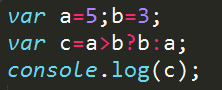 var a=5;b=3;
var c=a>b?b:a;
console.log(c);